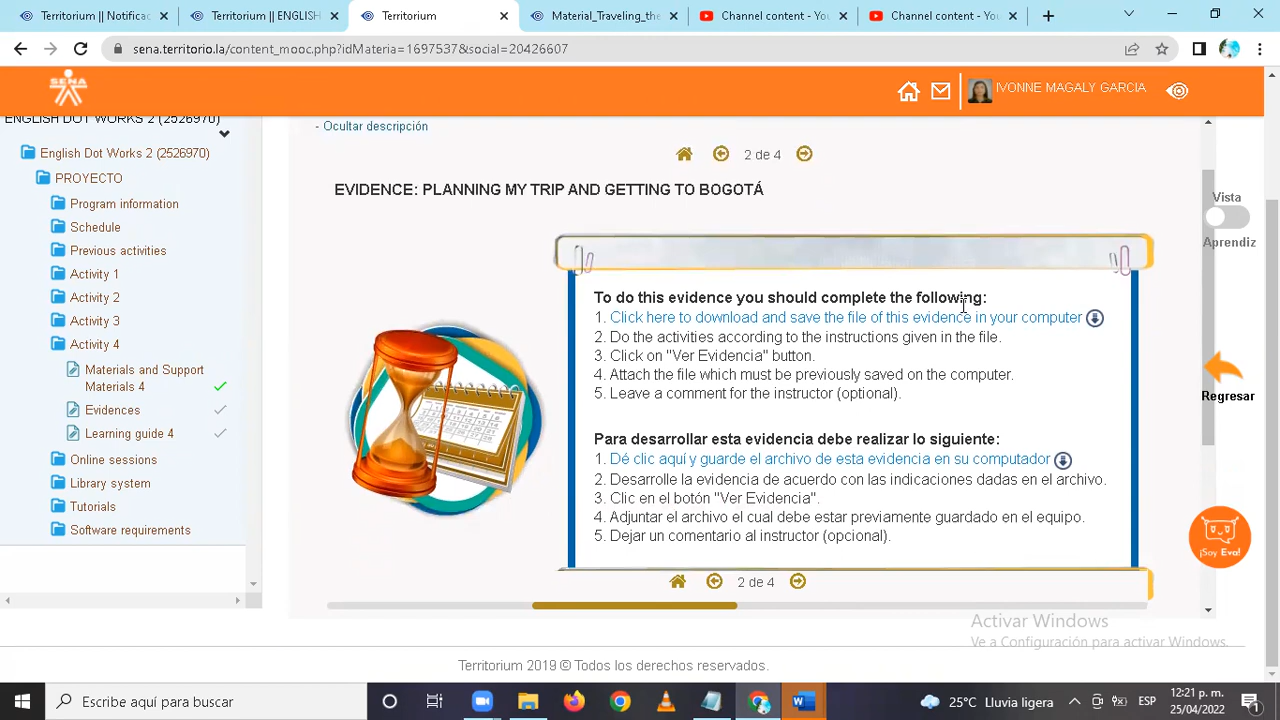 Territorium || Notificac
Territorium || ENGLISH
Territorium
Material_Traveling_the
Channel content - You
Channel content - You
sena.territorio.la/content_mooc.php?idMateria=1697537&social=20426607
SENA
IVONNE MAGALY GARCIA
ENGLISH DOT WORKS 2 (2526970)
English Dot Works 2 (2526970)
PROYECTO
Program information
Schedule
Previous activities
Activity 1
Activity 2
Activity 3
Activity 4
Materials and Support
Materials 4
Evidences
Learning guide 4
Online sessions
Library system
Tutorials
Software requirements
- Ocultar descripción
2 de 4
EVIDENCE: PLANNING MY TRIP AND GETTING TO BOGOTÁ
To do this evidence you should complete the following:
1. Click here to download and save the file of this evidence in your computer
2. Do the activities according to the instructions given in the file.
3. Click on "Ver Evidencia" button.
4. Attach the file which must be previously saved on the computer.
5. Leave a comment for the instructor (optional).
Para desarrollar esta evidencia debe realizar lo siguiente:
1. Dé clic aquí y guarde el archivo de esta evidencia en su computador
2. Desarrolle la evidencia de acuerdo con las indicaciones dadas en el archivo.
3. Clic en el botón "Ver Evidencia".
4. Adjuntar el archivo el cual debe estar previamente guardado en el equipo.
5. Dejar un comentario al instructor (opcional).
2 de 4
Vista
Aprendiz
Regresar
¡Soy Eva!
Activar Windows
Ve a Configuración para activar Windows.
Territorium 2019 © Todos los derechos reservados.
Escribe aquí para buscar
25°C Lluvia ligera
ESP
12:21 p. m.
25/04/2022
1